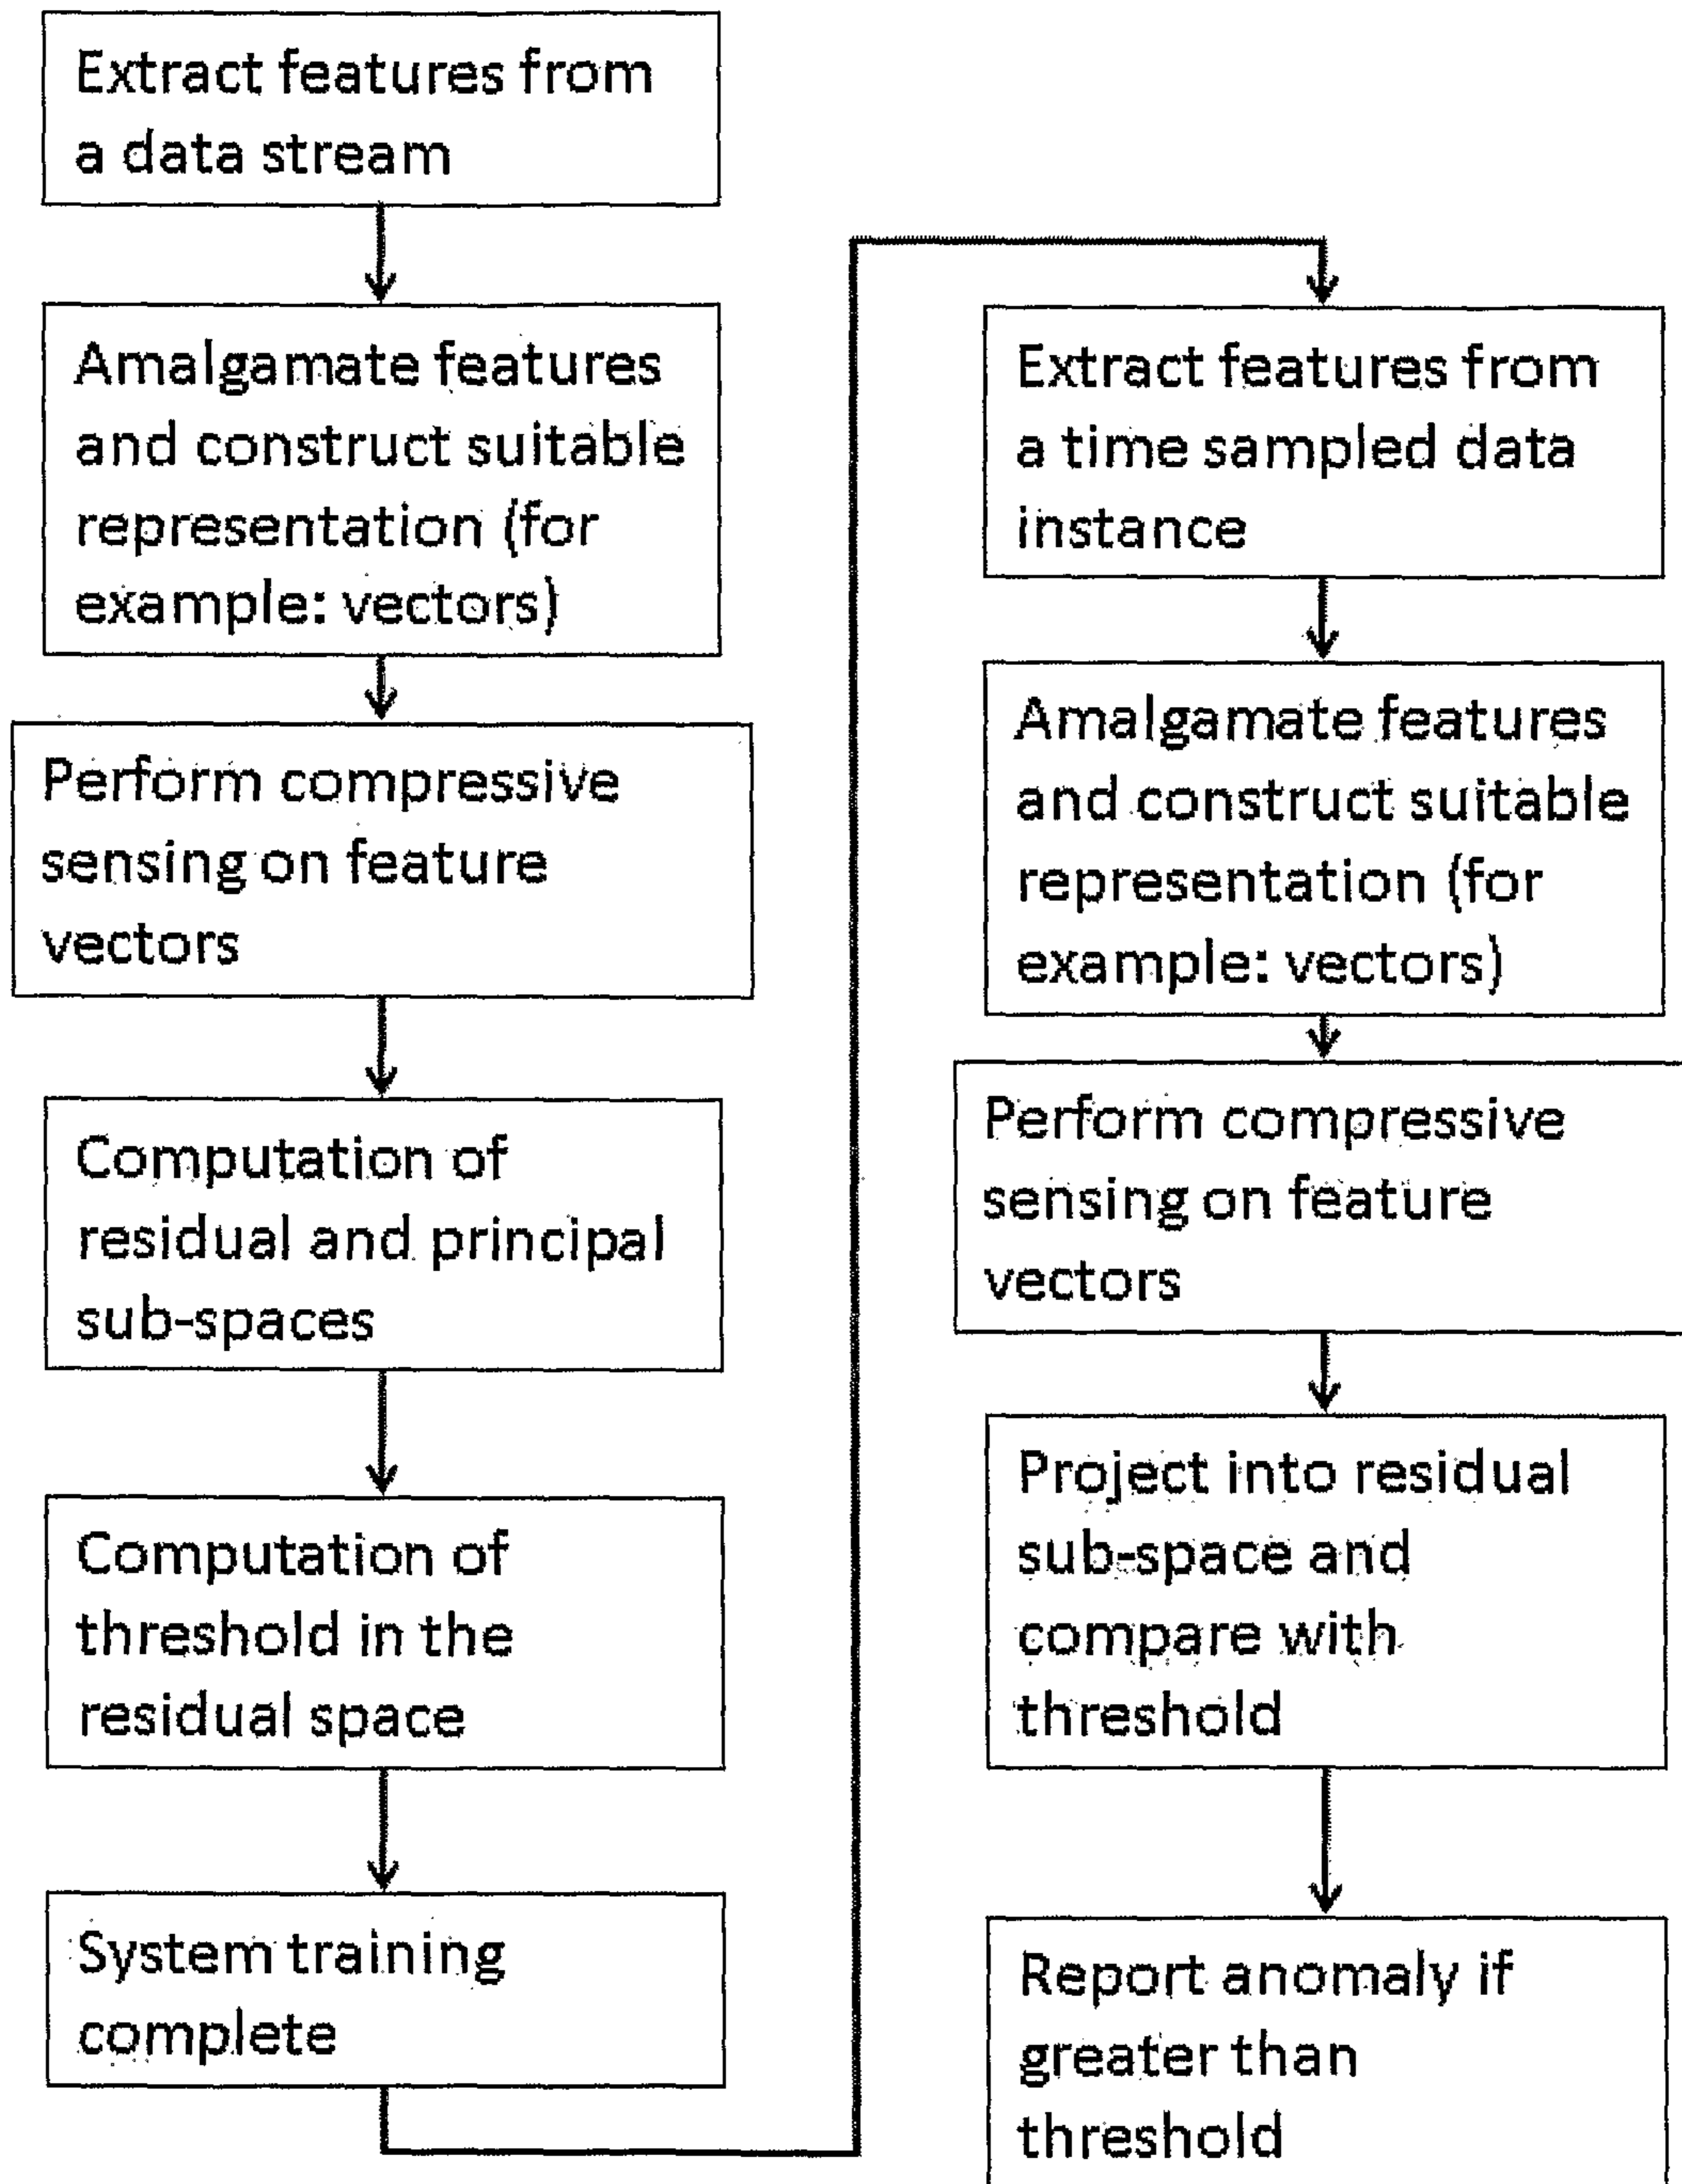 Extract features from
a data stream
Amalgamate features
and construct suitable
representation (for
example: vectors)
Perform compressive
sensing on feature
vectors
Computation of
residual and principal
sub-spaces
Computation of
threshold in the
residual space
System training
complete
Extract features from
a time sampled data
instance
Amalgamate features
and construct suitable
representation (for
example: vectors)
Perform compressive
sensing on feature
vectors
Project into residual
sub-space and
compare with
threshold
Report anomaly if
greater than
threshold